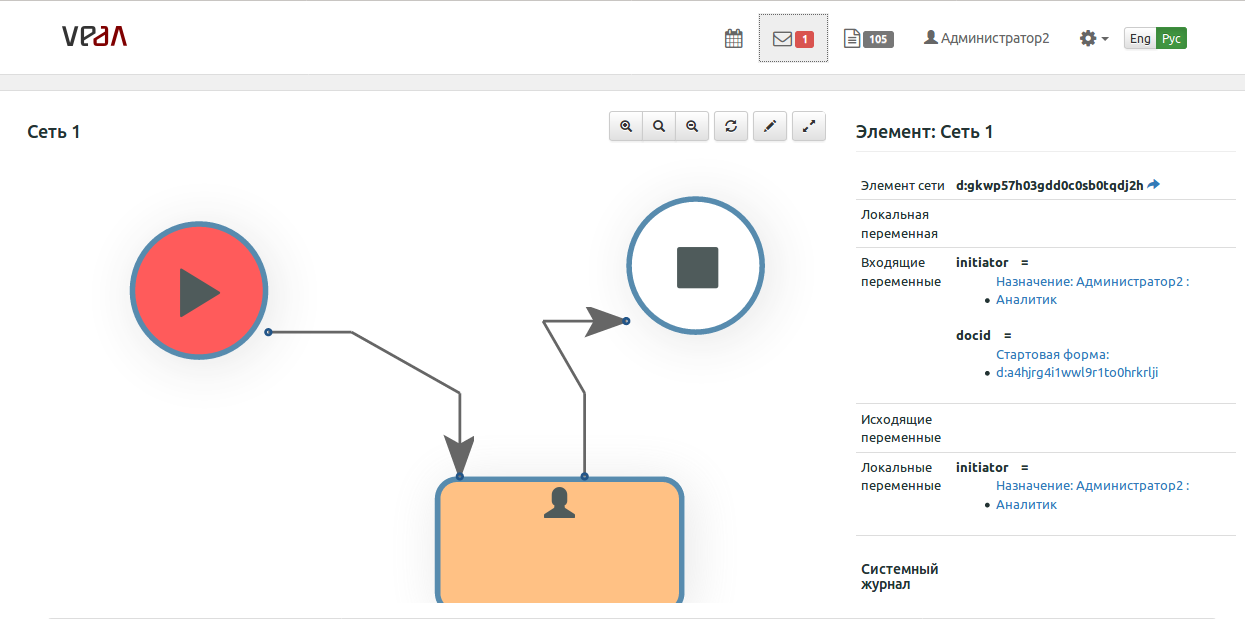 veda
1
105
Администратор2
Eng
Рус
Сеть 1
Элемент: Сеть 1
Элемент сети
d:gkwp57h03gdd0c0sb0tqdj2h
Локальная
переменная
Входящие
переменные
initiator =
Назначение: Администратор2 :
• Аналитик
docid =
Стартовая форма:
• d:a4hjrg4i1wwl9r1to0hrkrlji
Исходящие
переменные
Локальные
переменные
initiator =
Назначение: Администратор2 :
• Аналитик
Системный
журнал